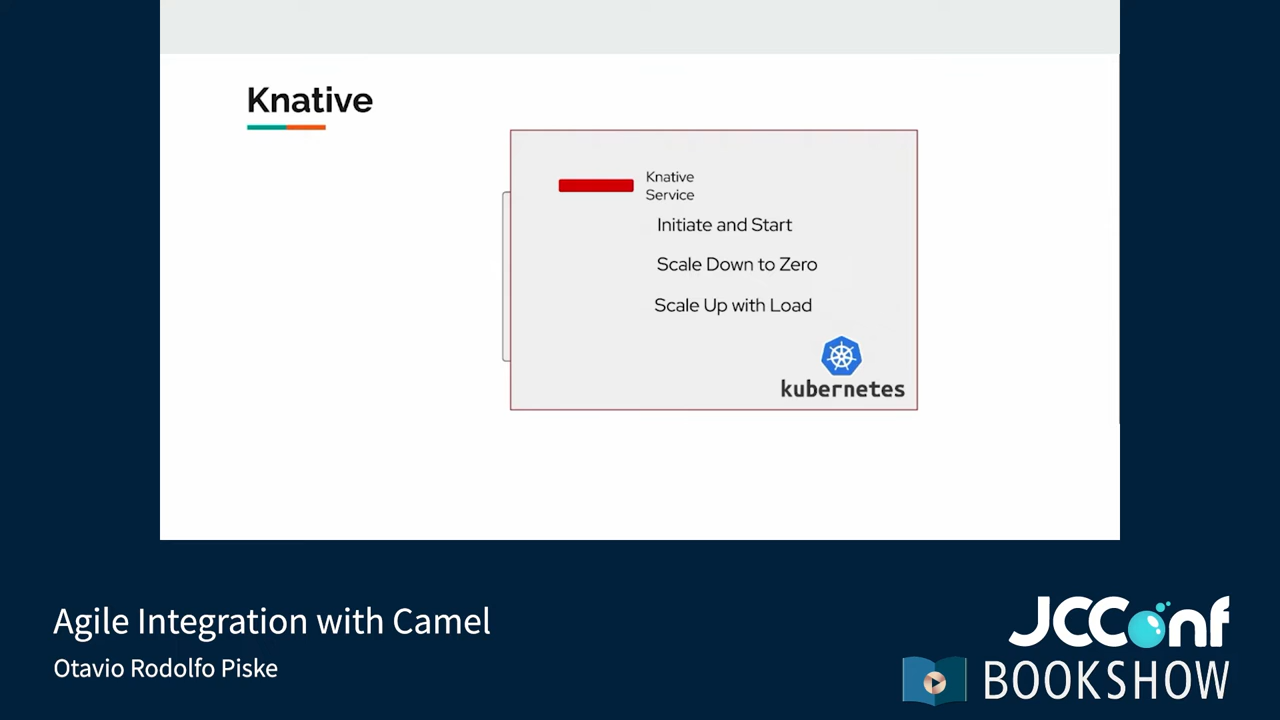 Knative
Knative
Service
Initiate and Start
Scale Down to Zero
Scale Up with Load
kubernetes
Agile Integration with Camel
Otavio Rodolfo Piske
JCConf
BOOKSHOW